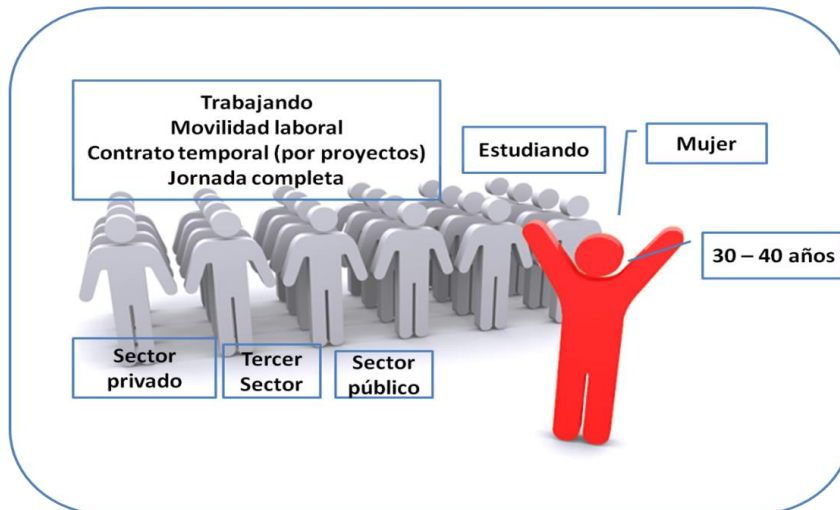 Trabajando
Movilidad laboral
Contrato temporal (por proyectos)
Jornada completa
Estudiando
Mujer
30 – 40 años
Sector
privado
Tercer
Sector
Sector
público